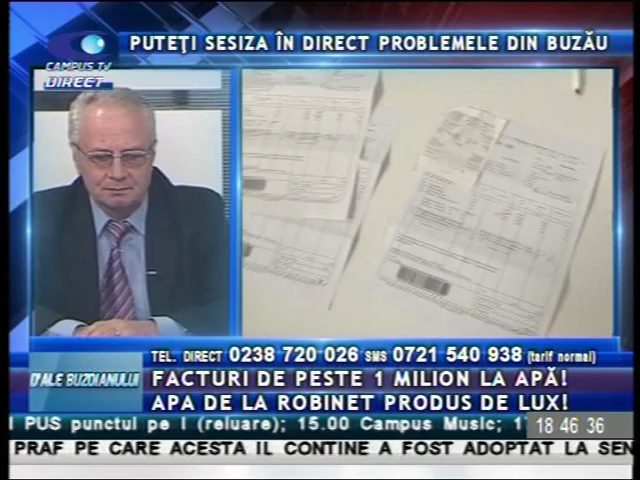 PUTEŢI SESIZA ÎN DIRECT PROBLEMELE DIN BUZĂU
CAMPUS TV
DIRECT
TEL. DIRECT 0238 720 026 SMS 0721 540 938 (tarif normal)
D'ALE BUZOIANULUI
FACTURI DE PESTE 1 MILION LA APĂ!
APA DE LA ROBINET PRODUS DE LUX!
I PUS punctul pe I (reluare); 15.00 Campus Music; 1
18 46 36
PRAF PE CARE ACESTA IL CONTINE A FOST ADOPTAT LA SEN